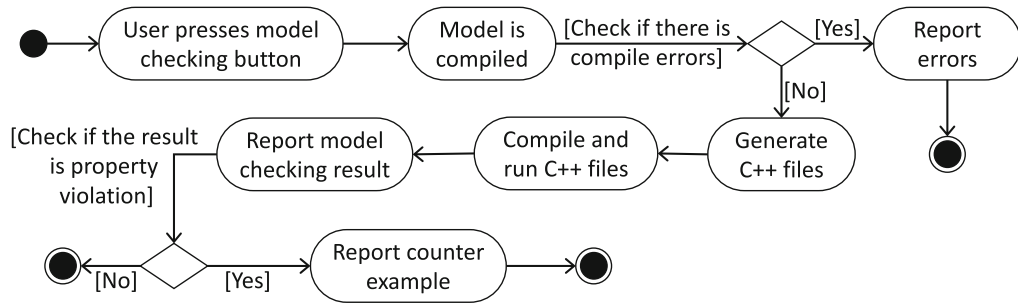 User presses model
checking button
Model is
compiled
[Check if there is
compile errors]
[Yes]
Report
errors
[No]
Generate
C++ files
Compile and
run C++ files
Report model
checking result
[Check if the result
is property
violation]
[No]
[Yes]
Report counter
example